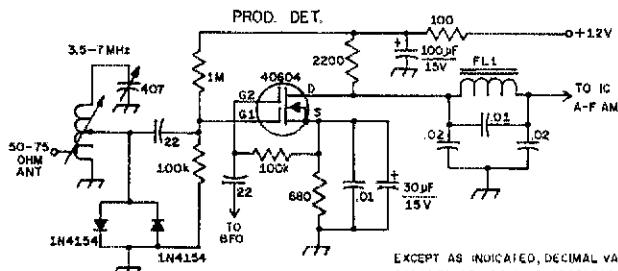 PROD. DET.
100
+12V
3.5-7MHz
407
1M
2200
100μF
15V
FL1
40604
D
G2
G1
S
22
.01
.02
.02
TO IC
A-F AM
50-75
OHM
ANT
100k
100k
22
680
.01
30μF
15V
TO
BFO
1N4154
1N4154
EXCEPT AS INDICATED, DECIMAL VA